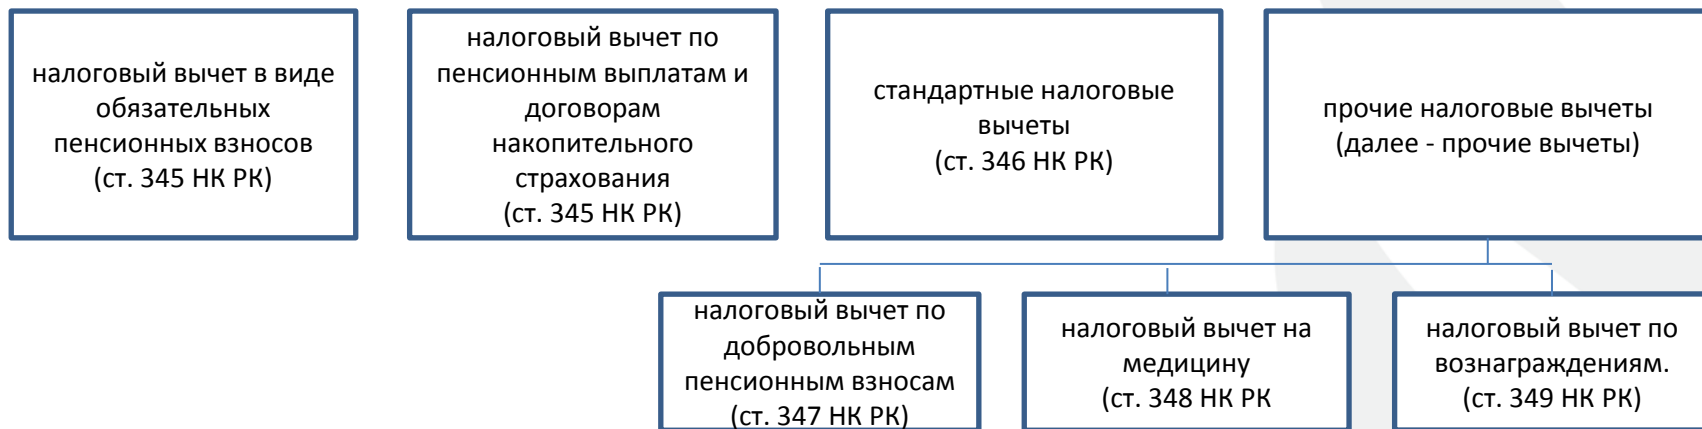 налоговый вычет в виде
обязательных
пенсионных взносов
(ст. 345 НК РК)
налоговый вычет по
пенсионным выплатам и
договорам
накопительного
страхования
(ст. 345 НК РК)
стандартные налоговые
вычеты
(ст. 346 НК РК)
прочие налоговые вычеты
(далее - прочие вычеты)
налоговый вычет по
добровольным
пенсионным взносам
(ст. 347 НК РК)
налоговый вычет на
медицину
(ст. 348 НК РК
налоговый вычет по
вознаграждениям.
(ст. 349 НК РК)